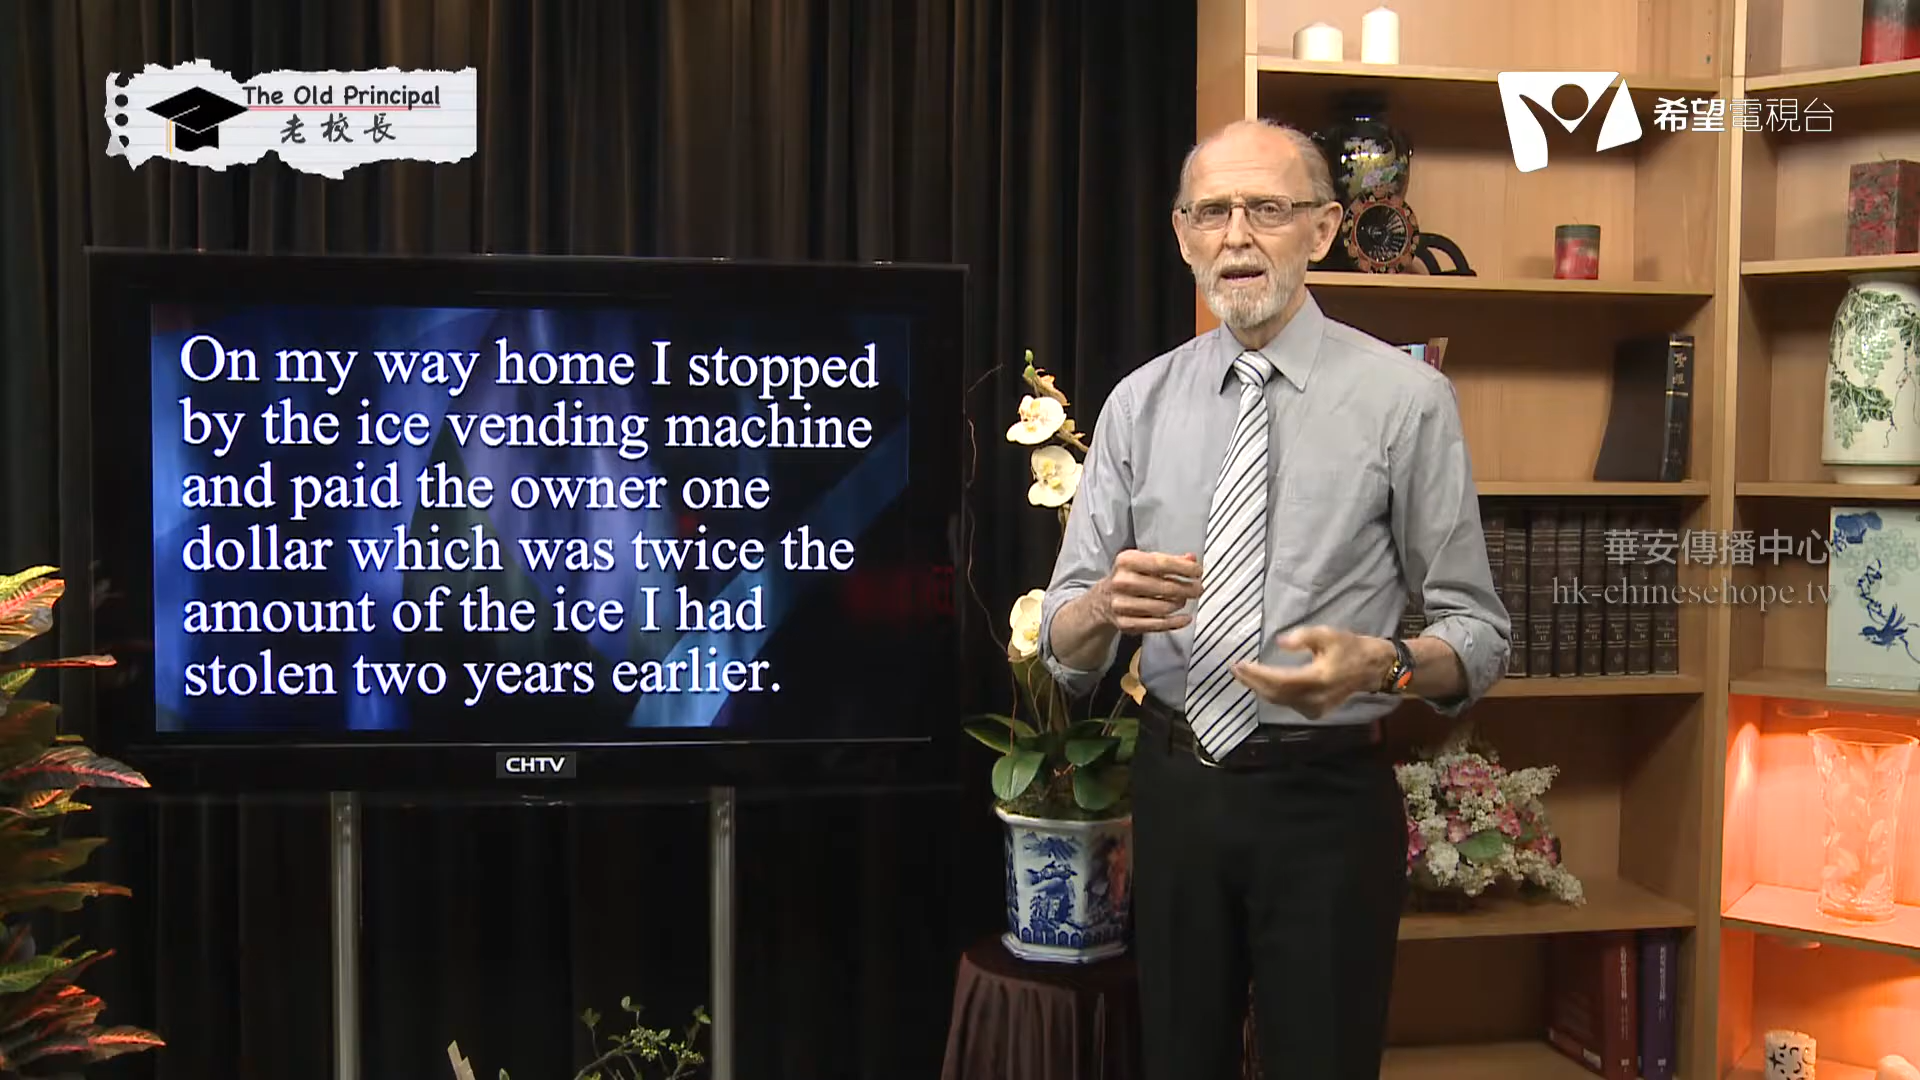 The Old Principal
老校長
希望電視台
On my way home I stopped
by the ice vending machine
and paid the owner one
dollar which was twice the
amount of the ice I had
stolen two years earlier.
CHTV
聖經
華安傳播中心
hk-chinesehope.tv